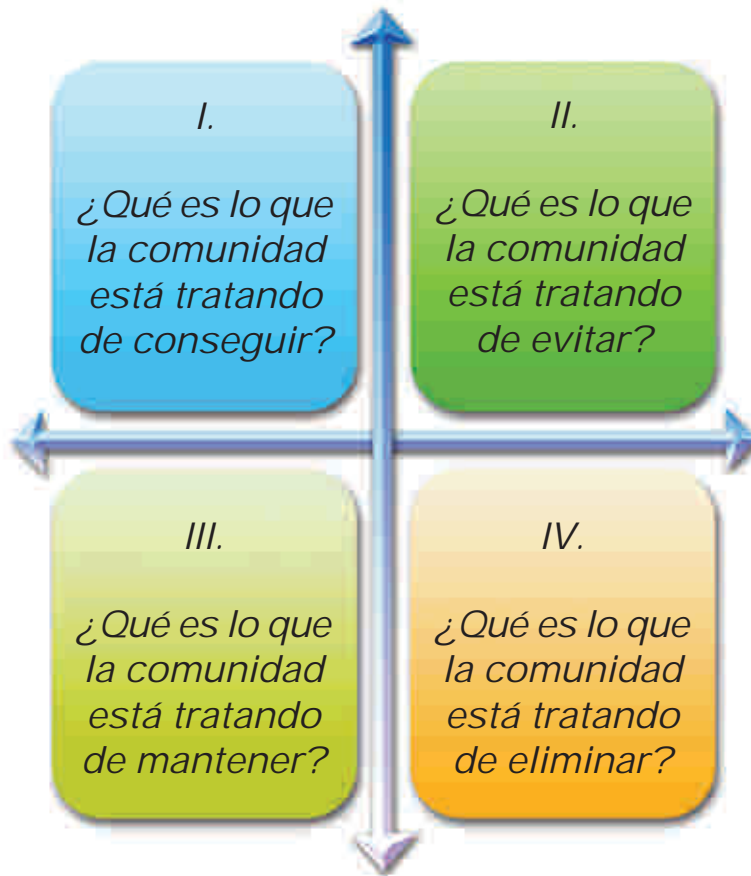 I.
¿Qué es lo que
la comunidad
está tratando
de conseguir?
II.
¿Qué es lo que
la comunidad
está tratando
de evitar?
III.
¿Qué es lo que
la comunidad
está tratando
de mantener?
IV.
¿Qué es lo que
la comunidad
está tratando
de eliminar?